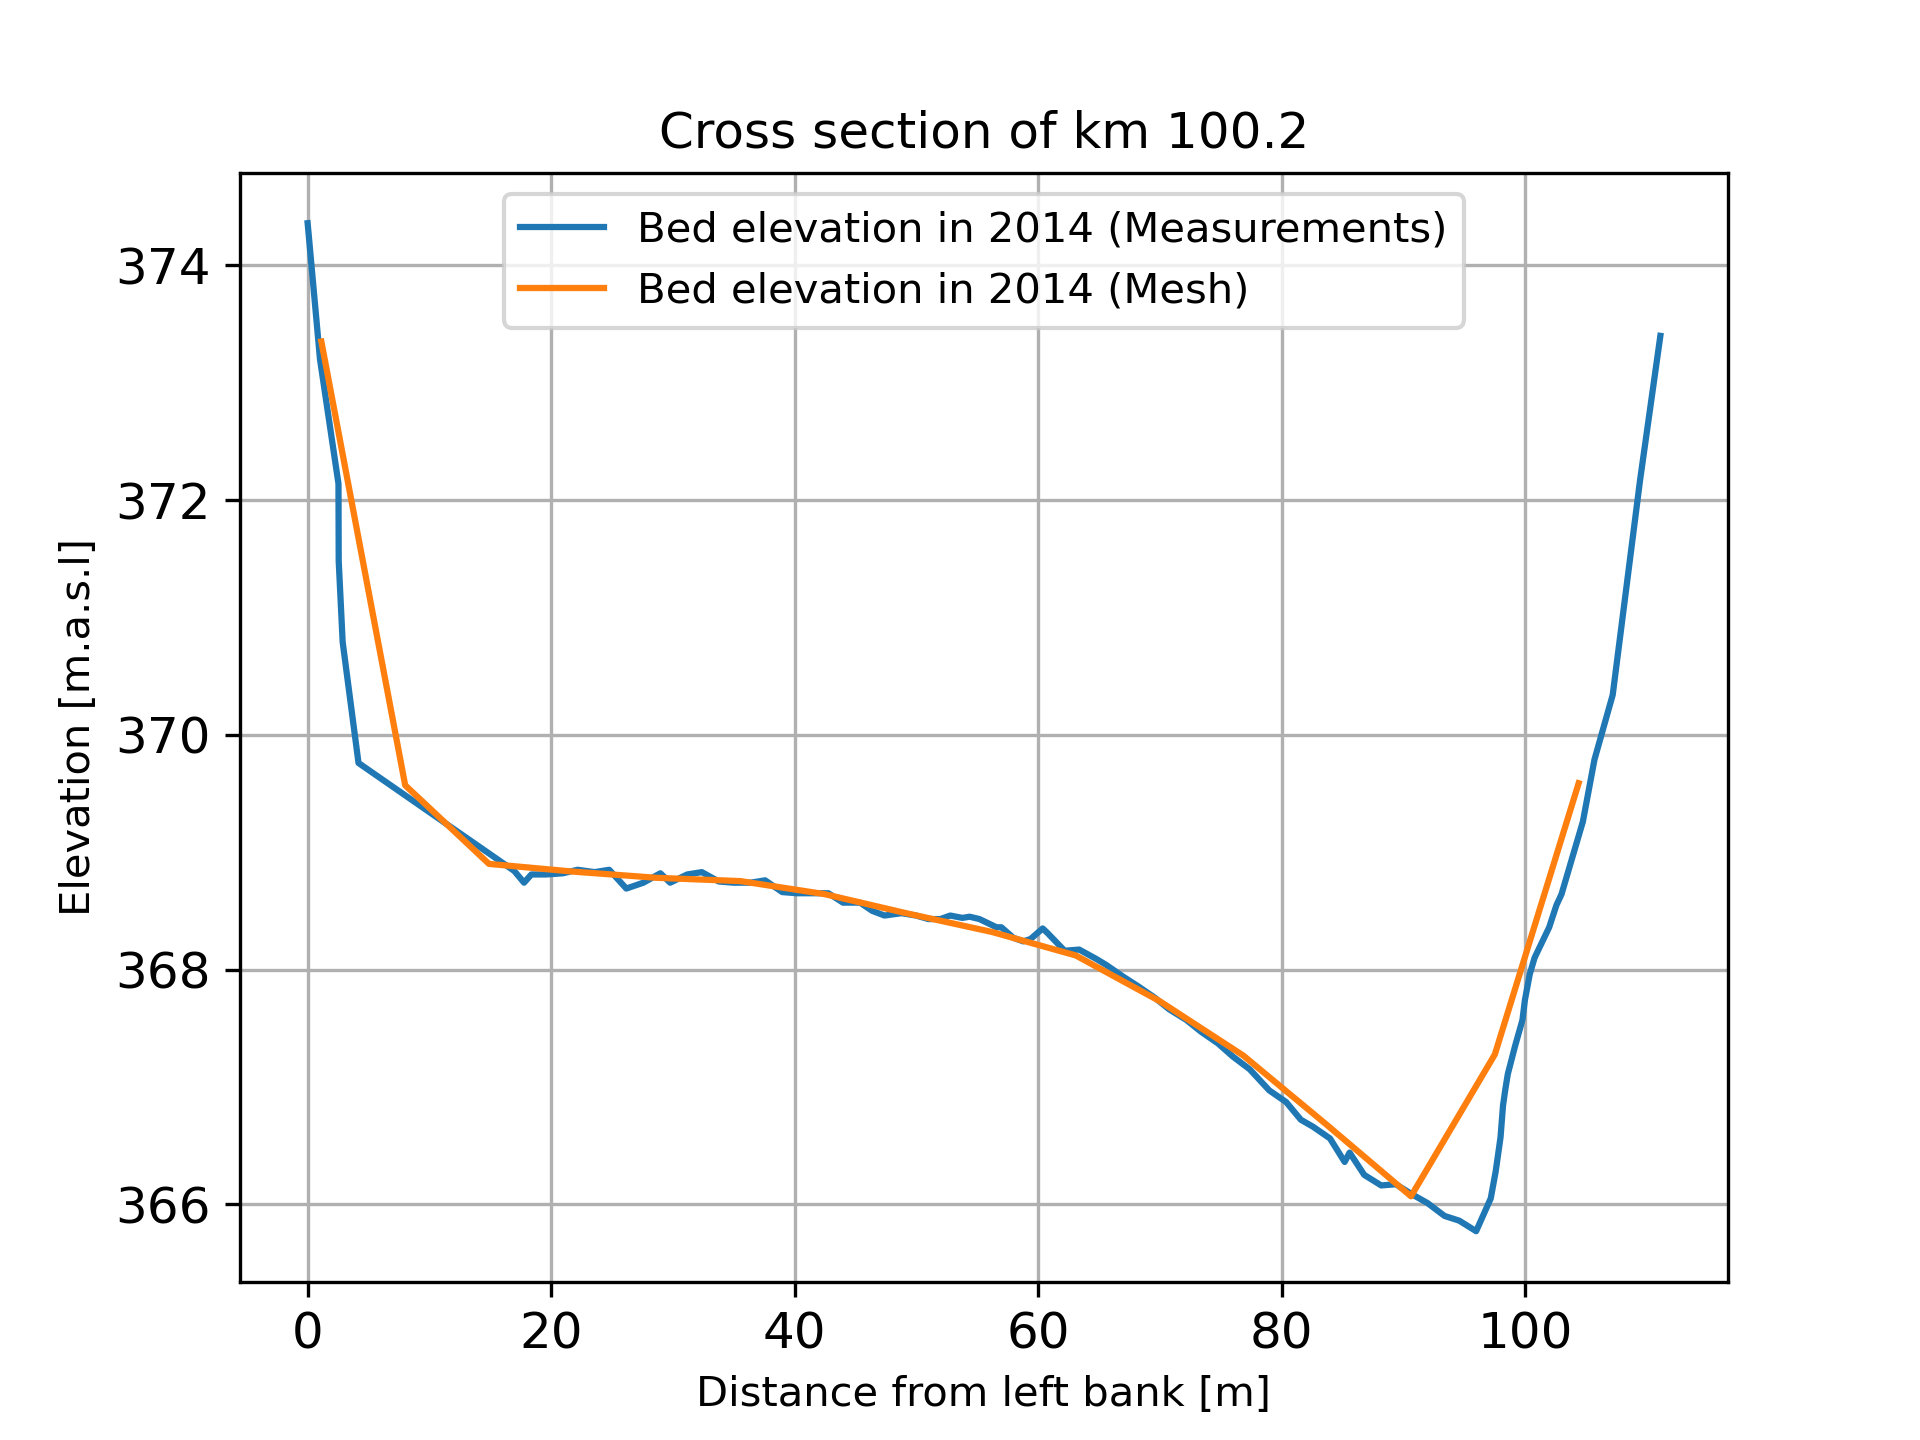 Cross section of km 100.2
Bed elevation in 2014 (Measurements)
Bed elevation in 2014 (Mesh)
Elevation [m.a.s.l]
374
372
370
368
366
0 20 40 60 80 100
Distance from left bank [m]